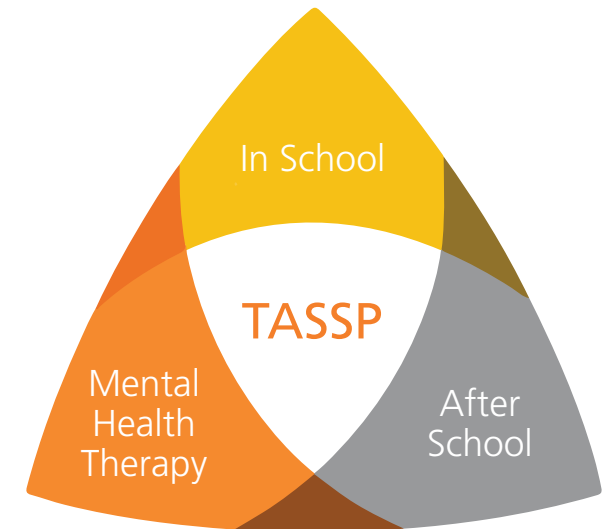 In School
TASSP
Mental
Health
Therapy
After
School